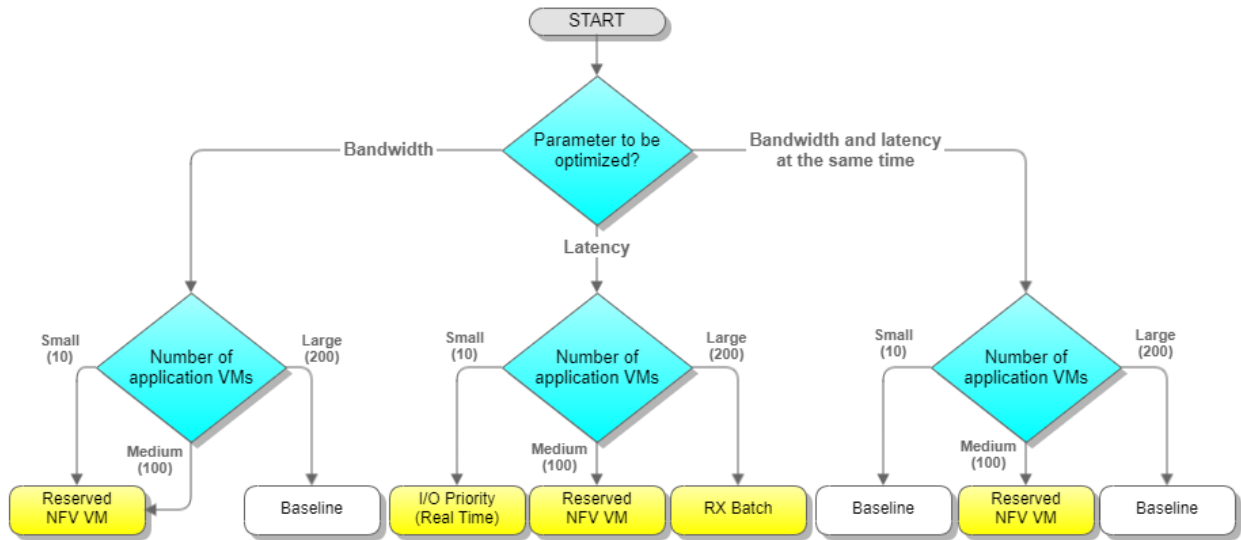 START
Parameter to be
optimized?
Bandwidth
Bandwidth and latency
at the same time
Latency
Small
(10)
Number of
application VMs
Large
(200)
Medium
(100)
Reserved
NFV VM
Baseline
Small
(10)
Number of
application VMs
Large
(200)
Medium
(100)
I/O Priority
(Real Time)
Reserved
NFV VM
RX Batch
Small
(10)
Number of
application VMs
Large
(200)
Medium
(100)
Baseline
Reserved
NFV VM
Baseline